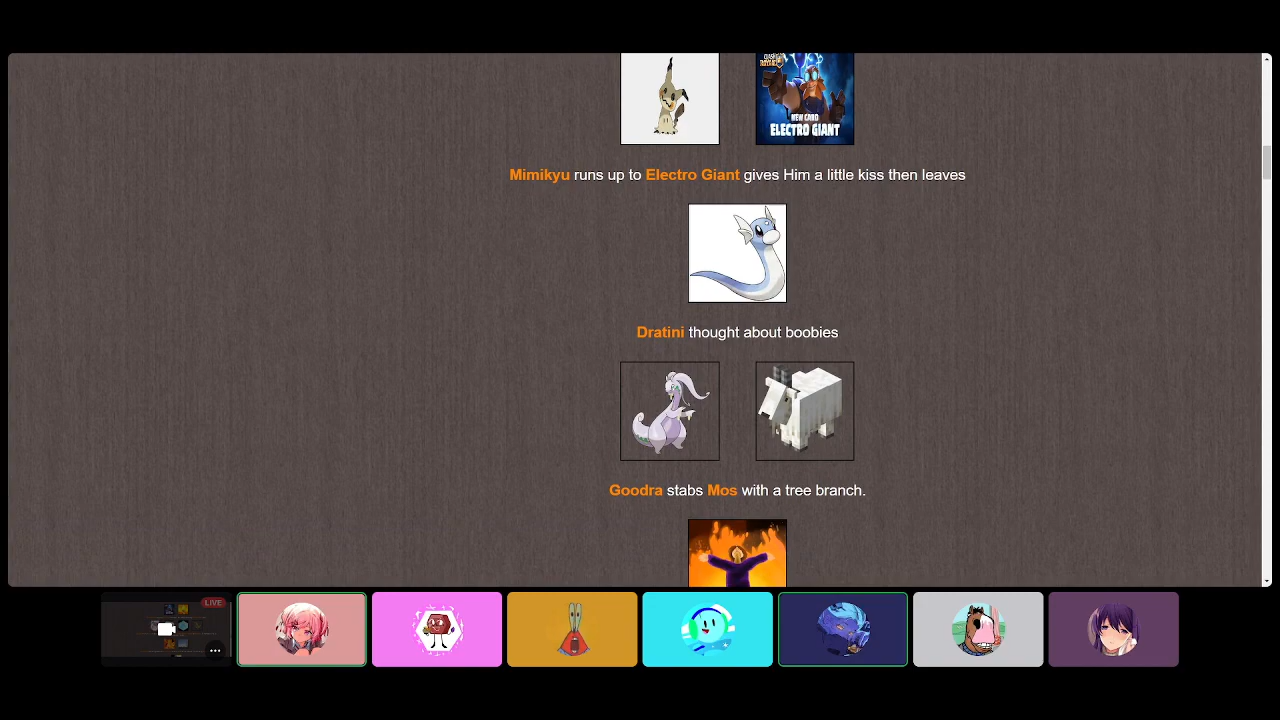 NEW CARD
ELECTRO GIANT
Mimikyu runs up to Electro Giant gives Him a little kiss then leaves
Dratini thought about boobies
Goodra stabs Mos with a tree branch.
LIVE